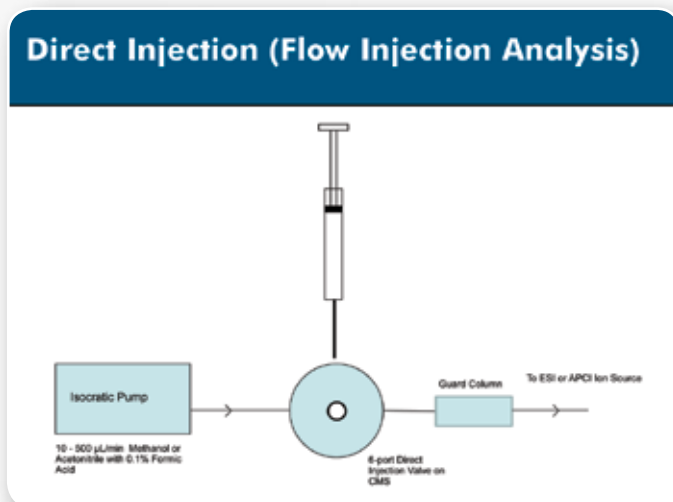 Direct Injection (Flow Injection Analysis)
To ESI or APCI Ion Source
Guard Column
Isocratic Pump
10 - 500 µL/min Methanol or
Acetonitrile with 0.1% Formic
Acid
6-port Direct
Injection Valve on
CMS